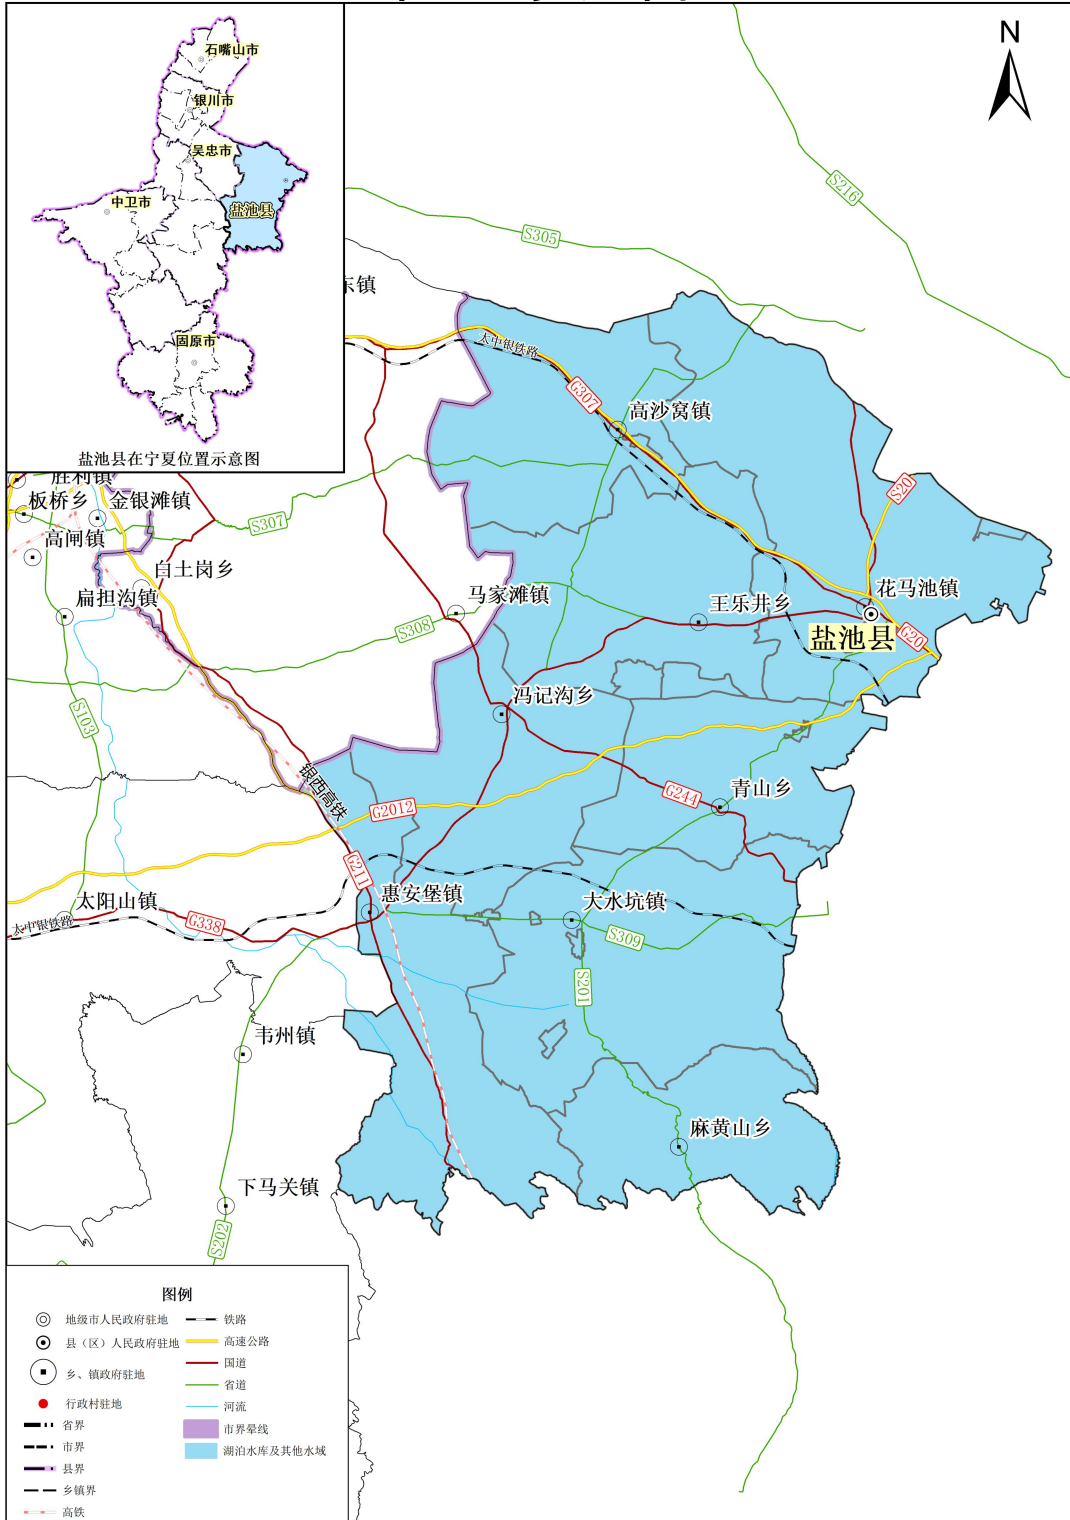 石嘴山市
银川市
吴忠市
中卫市
盐池县
固原市
盐池县在宁夏位置示意图
N
S216
S305
东镇
太中银铁路
G307
高沙窝镇
胜利镇
板桥乡
金银滩镇
S307
S20
高闸镇
白土岗乡
花马池镇
扁担沟镇
马家滩镇
王乐井乡
S308
盐池县
G20
冯记沟乡
S103
银西高铁
G2012
G244
青山乡
G211
太阳山镇
惠安堡镇
大水坑镇
太中银铁路
G338
S309
S201
韦州镇
麻黄山乡
下马关镇
S202
图例
地级市人民政府驻地
铁路
县（区）人民政府驻地
高速公路
国道
乡、镇政府驻地
省道
行政村驻地
河流
省界
市界晕线
市界
湖泊水库及其他水域
县界
乡镇界
高铁